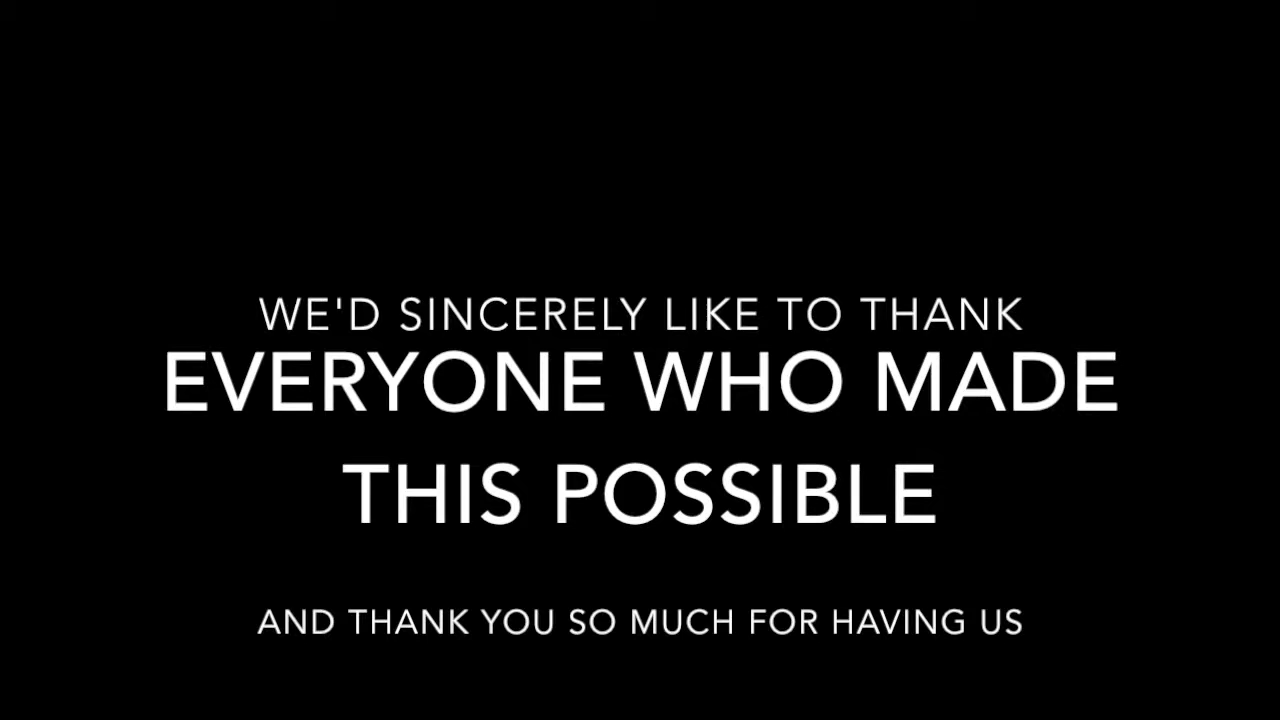 WE'D SINCERELY LIKE TO THANK
EVERYONE WHO MADE
THIS POSSIBLE
AND THANK YOU SO MUCH FOR HAVING US